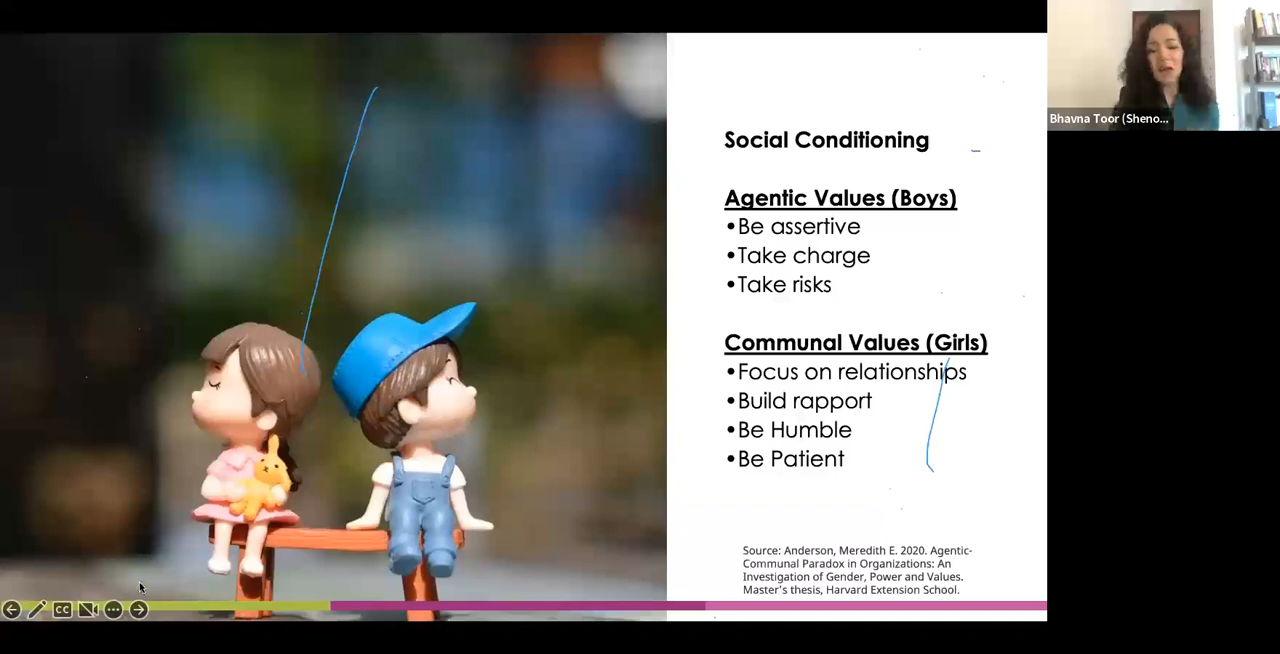 Social Conditioning
Agentic Values (Boys)
•Be assertive
•Take charge
•Take risks
Communal Values (Girls)
•Focus on relationships
•Build rapport
•Be Humble
•Be Patient
Source: Anderson, Meredith E. 2020. Agentic-
Communal Paradox in Organizations: An
Investigation of Gender, Power and Values.
Master's thesis, Harvard Extension School.
Bhavna Toor (Sheno...
CC